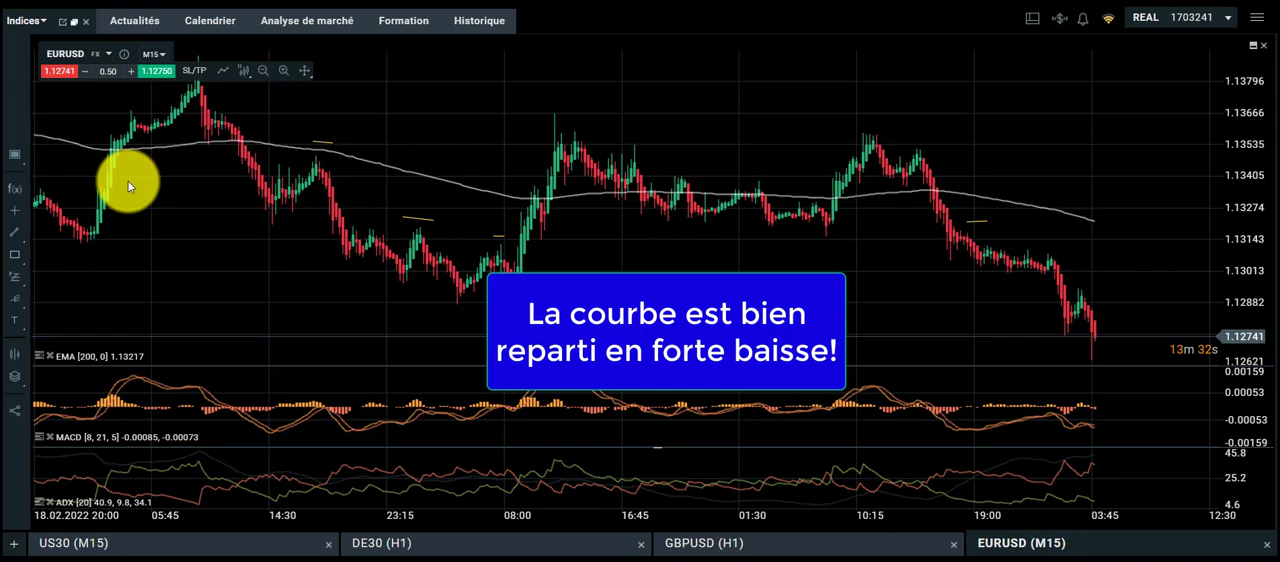 Indices Actualités Calendrier Analyse de marché Formation Historique REAL 1703241
EURUSD FX M15
1.12741 0.50 1.12750 SL/TP
1.13796
1.13666
1.13535
1.13405
1.13274
1.13143
1.13013
1.12882
1.12741
13m 32s
1.12621
La courbe est bien
reparti en forte baisse!
EMA [200, 0] 1.13217
0.00159
0.00053
-0.00053
-0.00159
MACD [8, 21, 5] -0.00085, -0.00073
45.8
25.2
4.6
ADX [20] 40.9, 9.8, 34.1
18.02.2022 20:00 05:45 14:30 23:15 08:00 16:45 01:30 10:15 19:00 03:45 12:30
US30 (M15) DE30 (H1) GBPUSD (H1) EURUSD (M15)